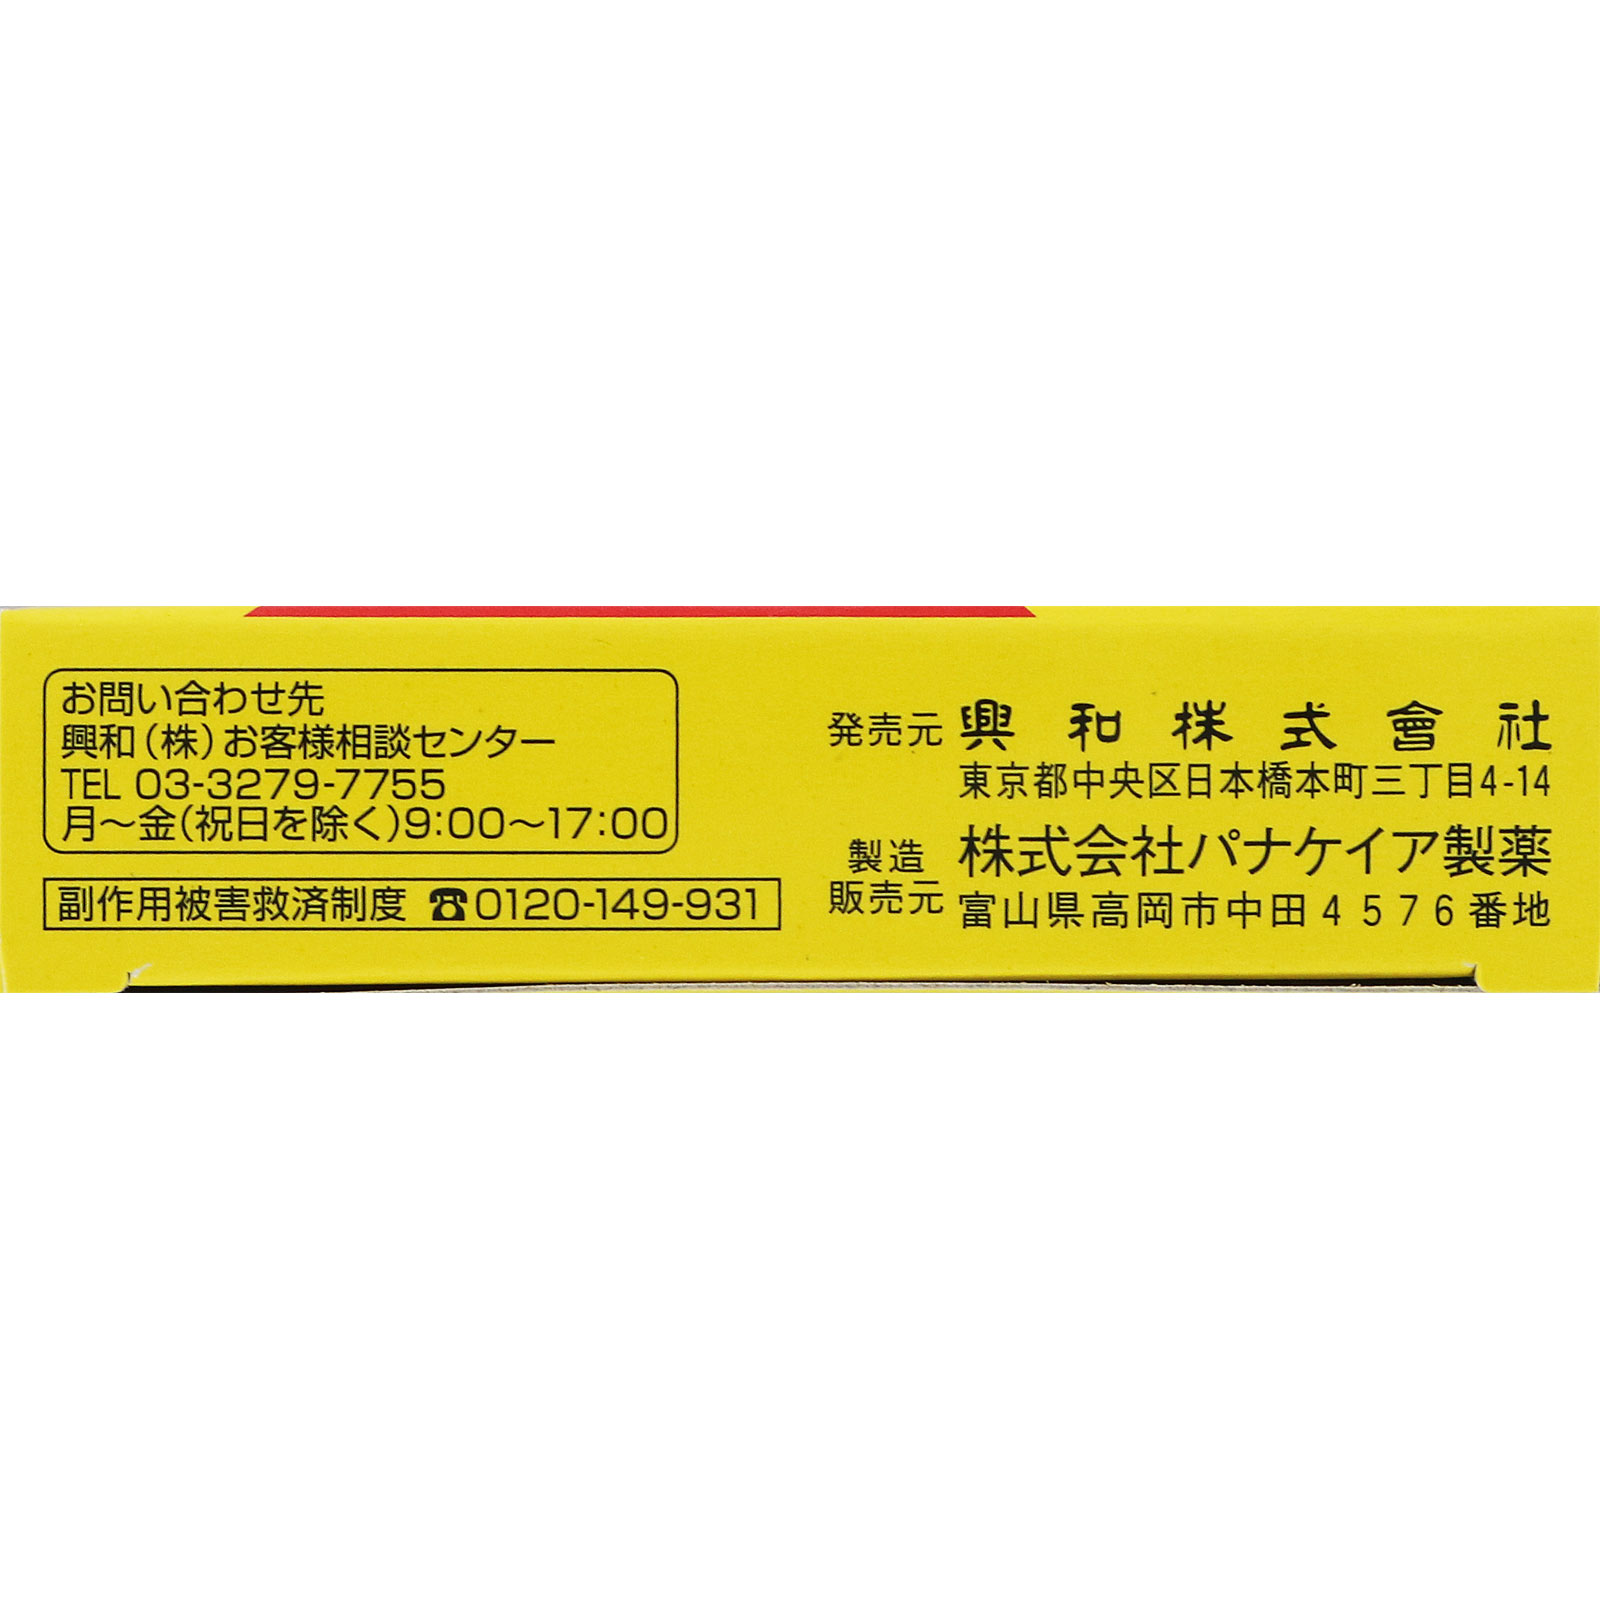 お問い合わせ先
興和（株）お客様相談センター
TEL 03-3279-7755
月～金(祝日を除く)9:00～17:00
副作用被害救済制度 ☎0120-149-931
発売元 興和株式會社
東京都中央区日本橋本町三丁目4-14
製造販売元 株式会社パナケイア製薬
富山県高岡市中田4576番地